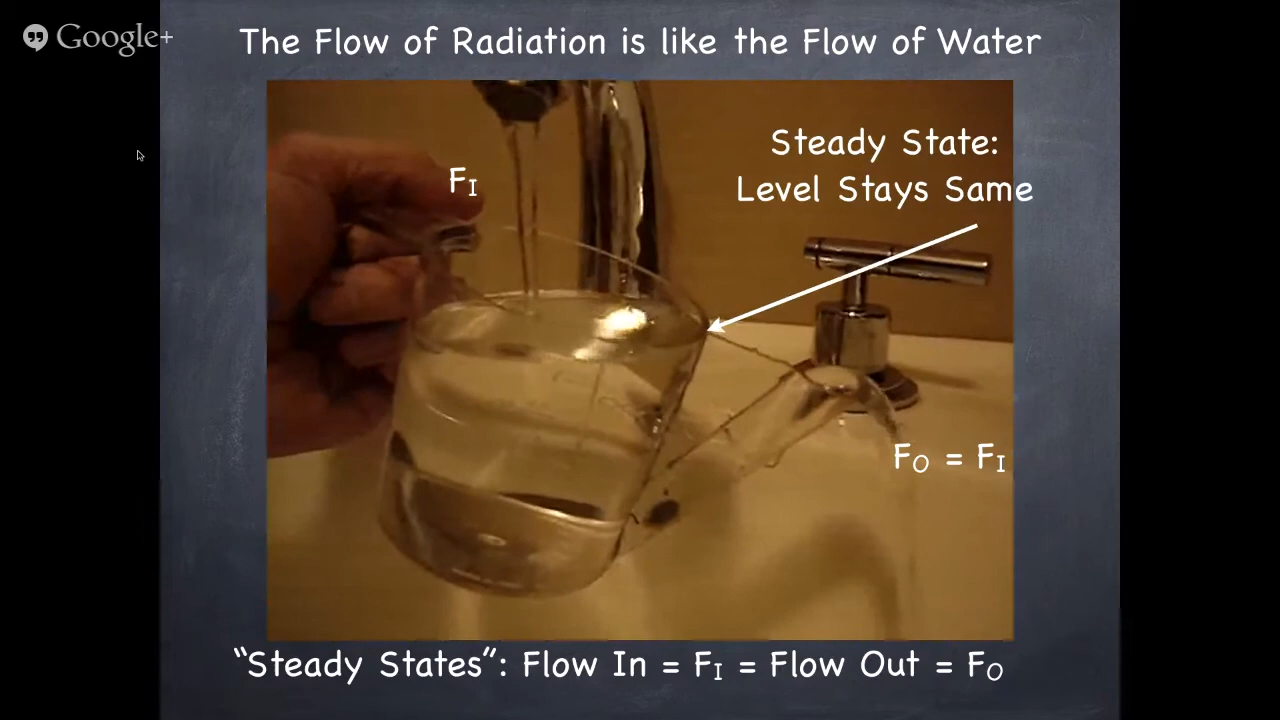 Google+
The Flow of Radiation is like the Flow of Water
Steady State:
Level Stays Same
FI
FO = FI
“Steady States”: Flow In = FI = Flow Out = FO